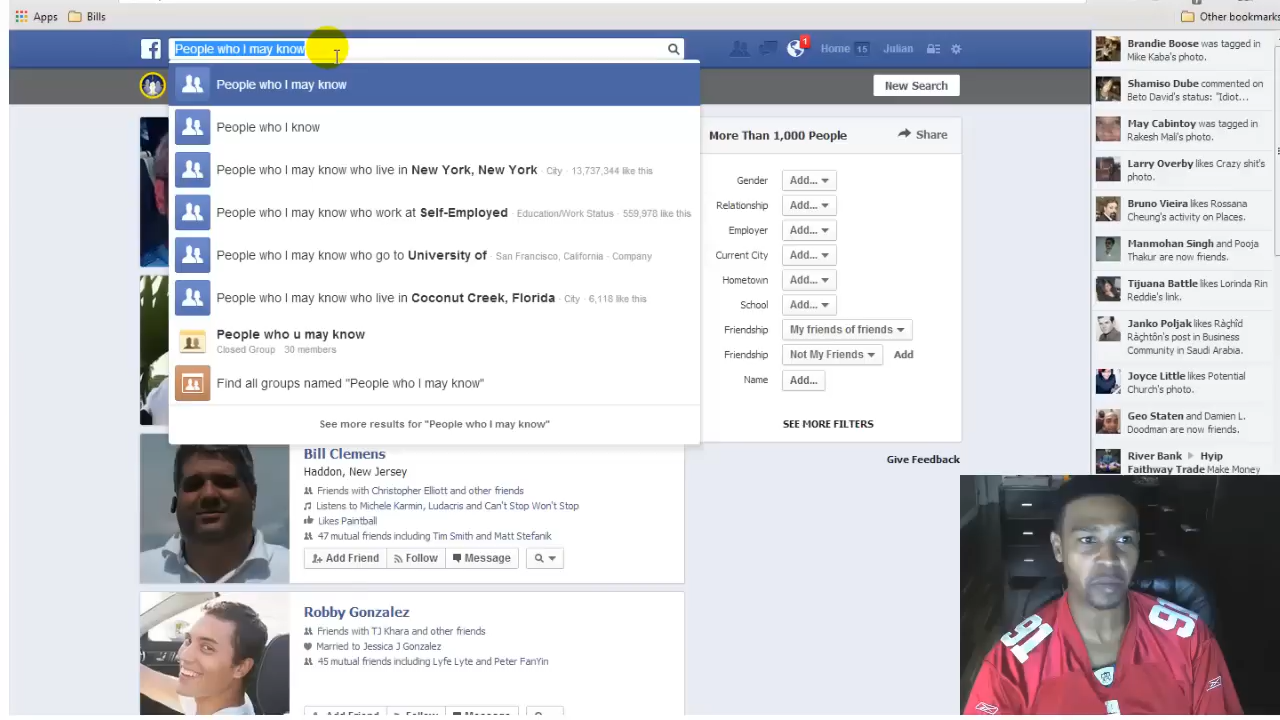 Apps
Bills
Other bookmarks
People who I may know
1
Home 15
Julian
People who I may know
New Search
People who I know
People who I may know who live in New York, New York · City · 13,737,344 like this
People who I may know who work at Self-Employed · Education/Work Status · 559,978 like this
People who I may know who go to University of · San Francisco, California · Company
People who I may know who live in Coconut Creek, Florida · City · 6,118 like this
People who u may know
Closed Group · 30 members
Find all groups named "People who I may know"
See more results for "People who I may know"
More Than 1,000 People
Share
Gender Add...
Relationship Add...
Employer Add...
Current City Add...
Hometown Add...
School Add...
Friendship My friends of friends
Friendship Not My Friends Add
Name Add...
SEE MORE FILTERS
Give Feedback
Bill Clemens
Haddon, New Jersey
Friends with Christopher Elliott and other friends
Listens to Michele Karmin, Ludacris and Can't Stop Won't Stop
Likes Paintball
47 mutual friends including Tim Smith and Matt Stefanik
Add Friend Follow Message
Robby Gonzalez
Friends with TJ Khara and other friends
Married to Jessica J Gonzalez
45 mutual friends including Lyfe Lyte and Peter FanYin
Add Friend Follow Message
Brandie Boose was tagged in
Mike Kaba's photo.
Shamiso Dube commented on
Beto David's status: "Idiot...
May Cabintoy was tagged in
Rakesh Mall's photo.
Larry Overby likes Crazy shit's
photo.
Bruno Vieira likes Rossana
Cheung's activity on Places.
Manmohan Singh and Pooja
Thakur are now friends.
Tijuana Battle likes Lorinda Rin
Reddie's link.
Janko Poljak likes Râçhîd
Râçhtôn's post in Business
Community in Saudi Arabia.
Joyce Little likes Potential
Church's photo.
Geo Staten and Damien L.
Doodman are now friends.
River Bank Hyip
Faithway Trade Make Money
91
91